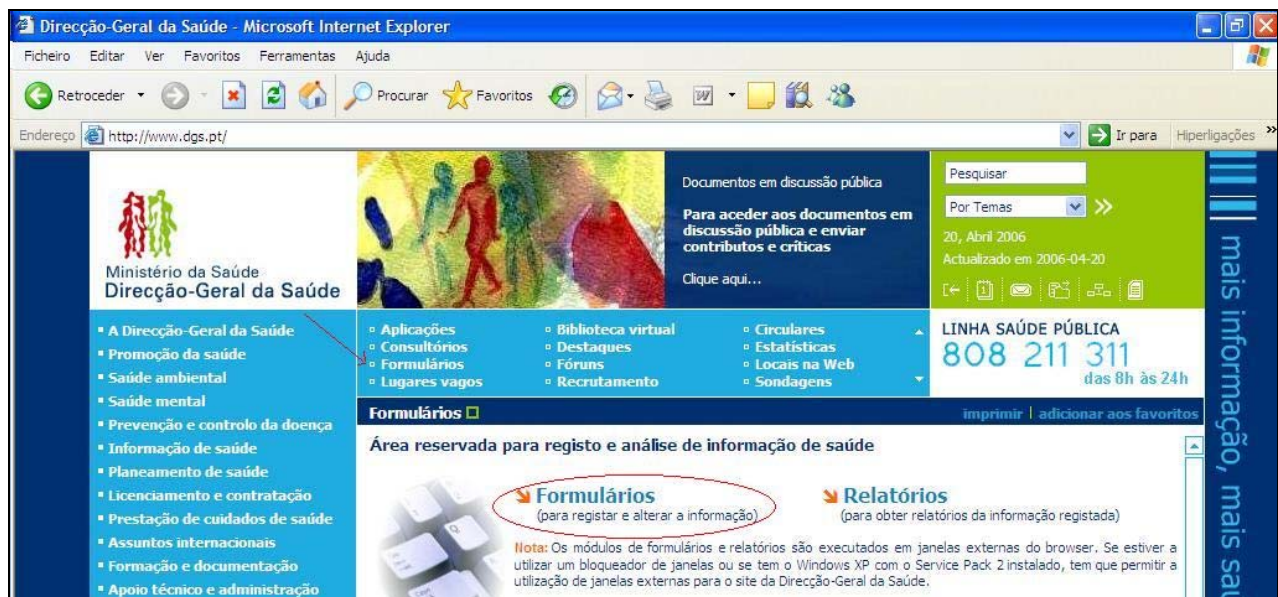 Direcção-Geral da Saúde - Microsoft Internet Explorer
Ficheiro Editar Ver Favoritos Ferramentas Ajuda
Retroceder Procurar Favoritos
Endereço http://www.dgs.pt/ Ir para Hiperligações »
Ministério da Saúde
Direcção-Geral da Saúde
Documentos em discussão pública
Para aceder aos documentos em
discussão pública e enviar
contributos e críticas
Clique aqui...
Pesquisar
Por Temas
20, Abril 2006
Actualizado em 2006-04-20
A Direcção-Geral da Saúde
Promoção da saúde
Saúde ambiental
Saúde mental
Prevenção e controlo da doença
Informação de saúde
Planeamento de saúde
Licenciamento e contratação
Prestação de cuidados de saúde
Assuntos internacionais
Formação e documentação
Apoio técnico e administração
Aplicações
Consultórios
Formulários
Lugares vagos
Biblioteca virtual
Destaques
Fóruns
Recrutamento
Circulares
Estatísticas
Locais na Web
Sondagens
LINHA SAÚDE PÚBLICA
808 211 311
das 8h às 24h
Formulários
imprimir | adicionar aos favoritos
Área reservada para registo e análise de informação de saúde
Formulários
(para registar e alterar a informação)
Relatórios
(para obter relatórios da informação registada)
Nota: Os módulos de formulários e relatórios são executados em janelas externas do browser. Se estiver a
utilizar um bloqueador de janelas ou se tem o Windows XP com o Service Pack 2 instalado, tem que permitir a
utilização de janelas externas para o site da Direcção-Geral da Saúde.
mais informação, mais saú